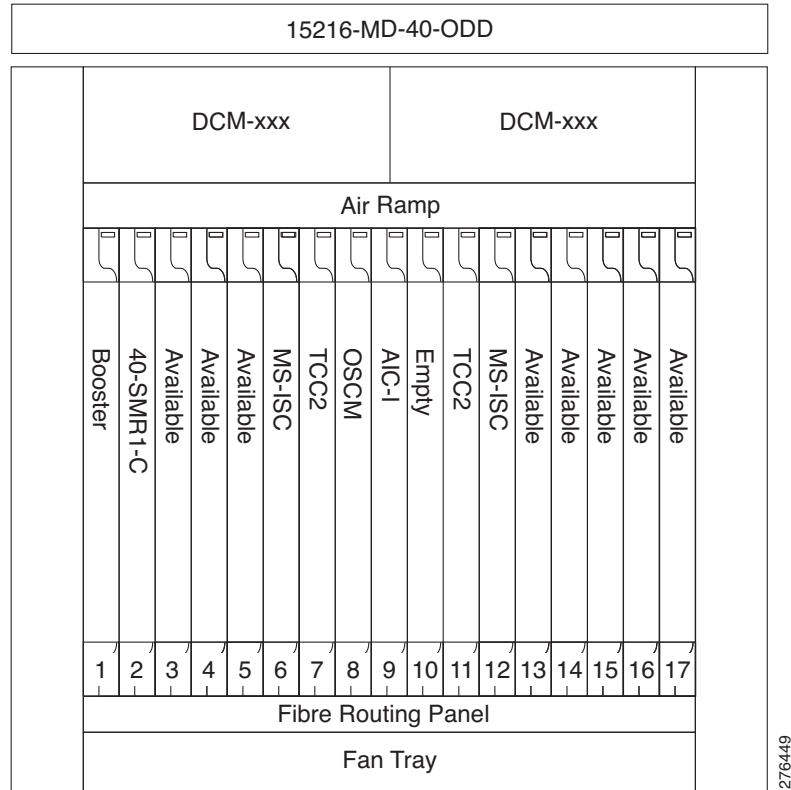 15216-MD-40-ODD
DCM-xxx
DCM-xxx
Air Ramp
Booster
40-SMR1-C
Available
Available
Available
MS-ISC
TCC2
OSCM
AIC-I
Empty
TCC2
MS-ISC
Available
Available
Available
Available
Available
1 2 3 4 5 6 7 8 9 10 11 12 13 14 15 16 17
Fibre Routing Panel
Fan Tray
276449